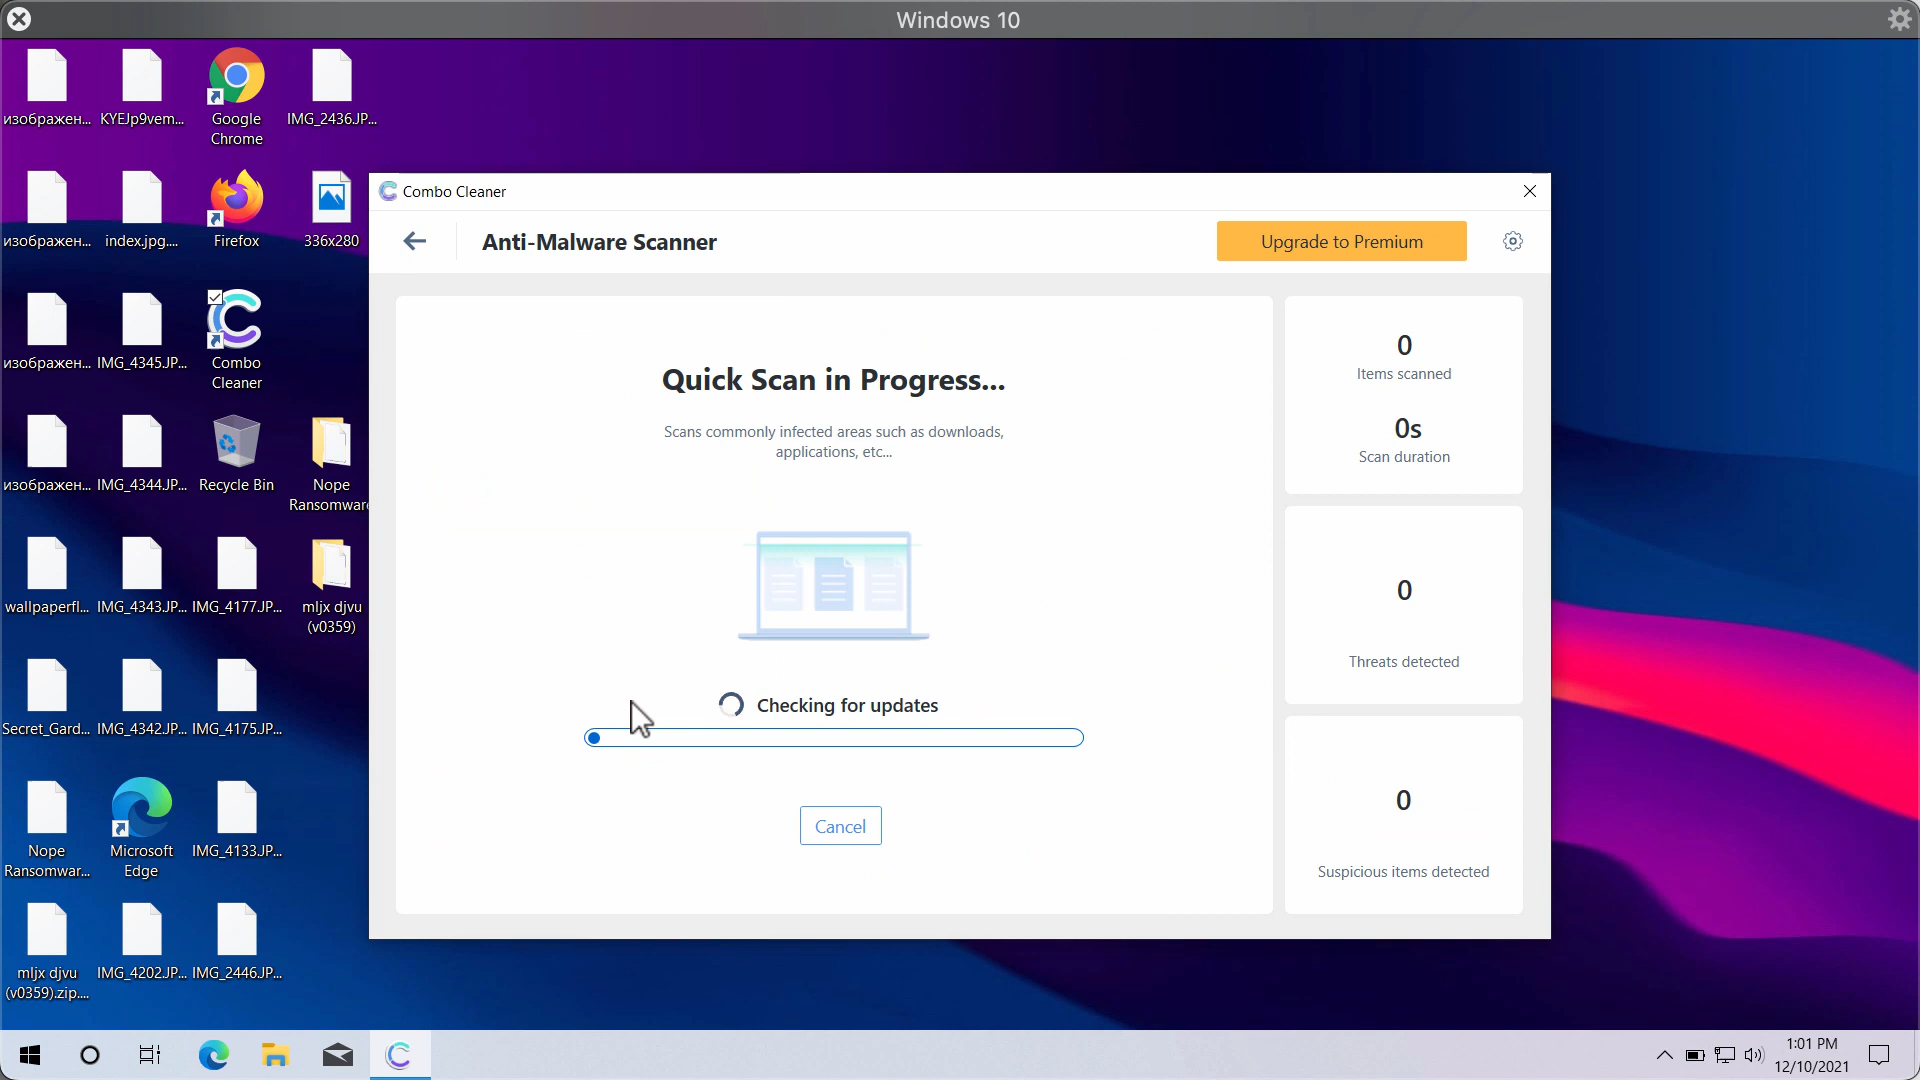 Windows 10
изображен...
KYEJp9vem...
Google
Chrome
IMG_2436.JP...
изображен...
index.jpg....
Firefox
336x280
изображен...
IMG_4345.JP...
Combo
Cleaner
изображен...
IMG_4344.JP...
Recycle Bin
Nope
Ransomware
wallpaperfl...
IMG_4343.JP...
IMG_4177.JP...
mljx djvu
(v0359)
Secret_Gard...
IMG_4342.JP...
IMG_4175.JP...
Nope
Ransomwar...
Microsoft
Edge
IMG_4133.JP...
mljx djvu
(v0359).zip....
IMG_4202.JP...
IMG_2446.JP...
Combo Cleaner
Anti-Malware Scanner
Upgrade to Premium
Quick Scan in Progress...
Scans commonly infected areas such as downloads,
applications, etc...
Checking for updates
Cancel
0
Items scanned
0s
Scan duration
0
Threats detected
0
Suspicious items detected
1:01 PM
12/10/2021